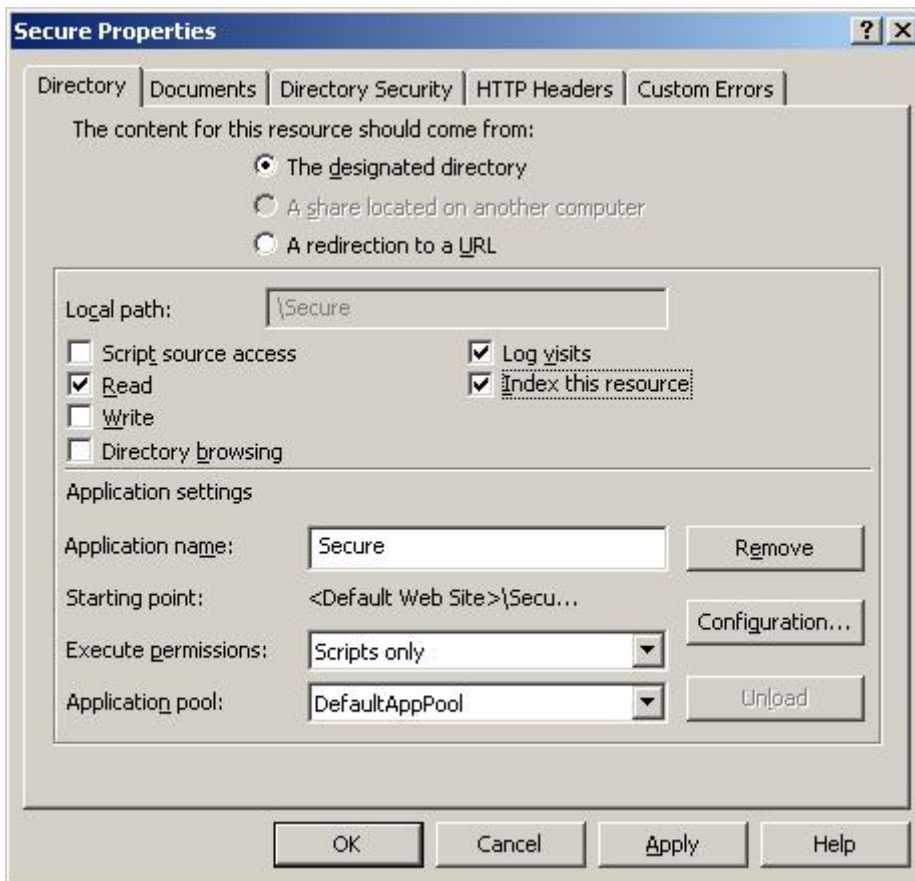 Secure Properties
Directory Documents Directory Security HTTP Headers Custom Errors
The content for this resource should come from:
The designated directory
A share located on another computer
A redirection to a URL
Local path: \Secure
Script source access Log visits
Read Index this resource
Write
Directory browsing
Application settings
Application name: Secure Remove
Starting point: <Default Web Site>\Secu...
Configuration...
Execute permissions: Scripts only
Application pool: DefaultAppPool Unload
OK Cancel Apply Help